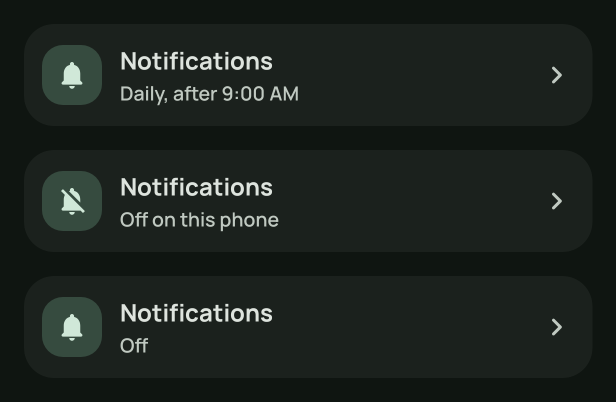 Notifications
Daily, after 9:00 AM
Notifications
Off on this phone
Notifications
Off